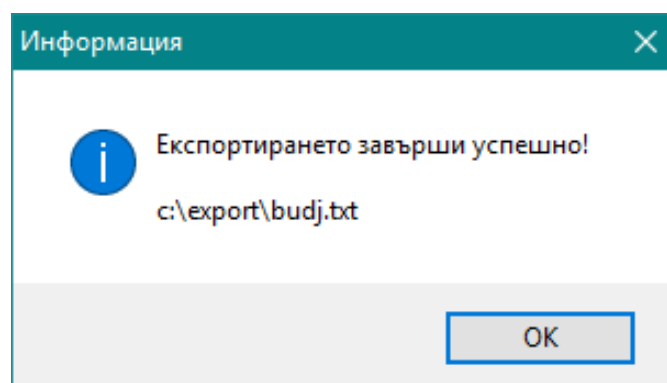 Информация
Експортирането завърши успешно!
c:\export\budj.txt
OK